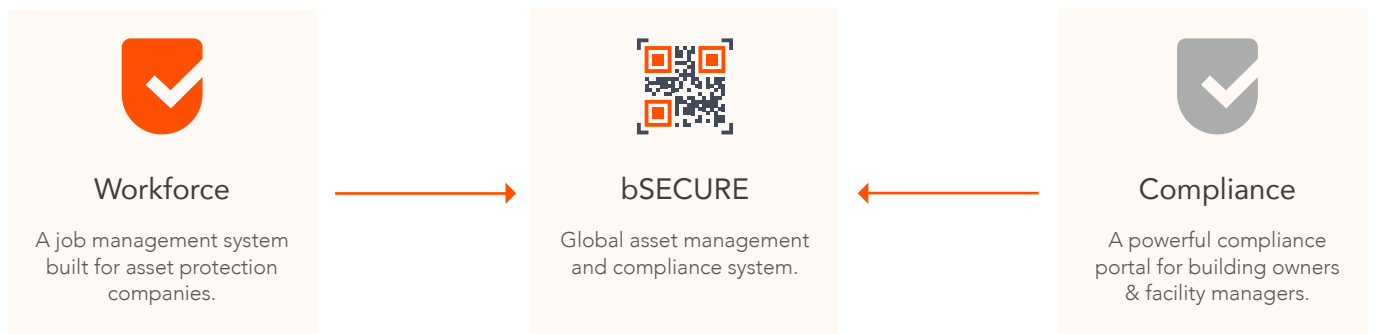 Workforce
A job management system
built for asset protection
companies.
bSECURE
Global asset management
and compliance system.
Compliance
A powerful compliance
portal for building owners
& facility managers.